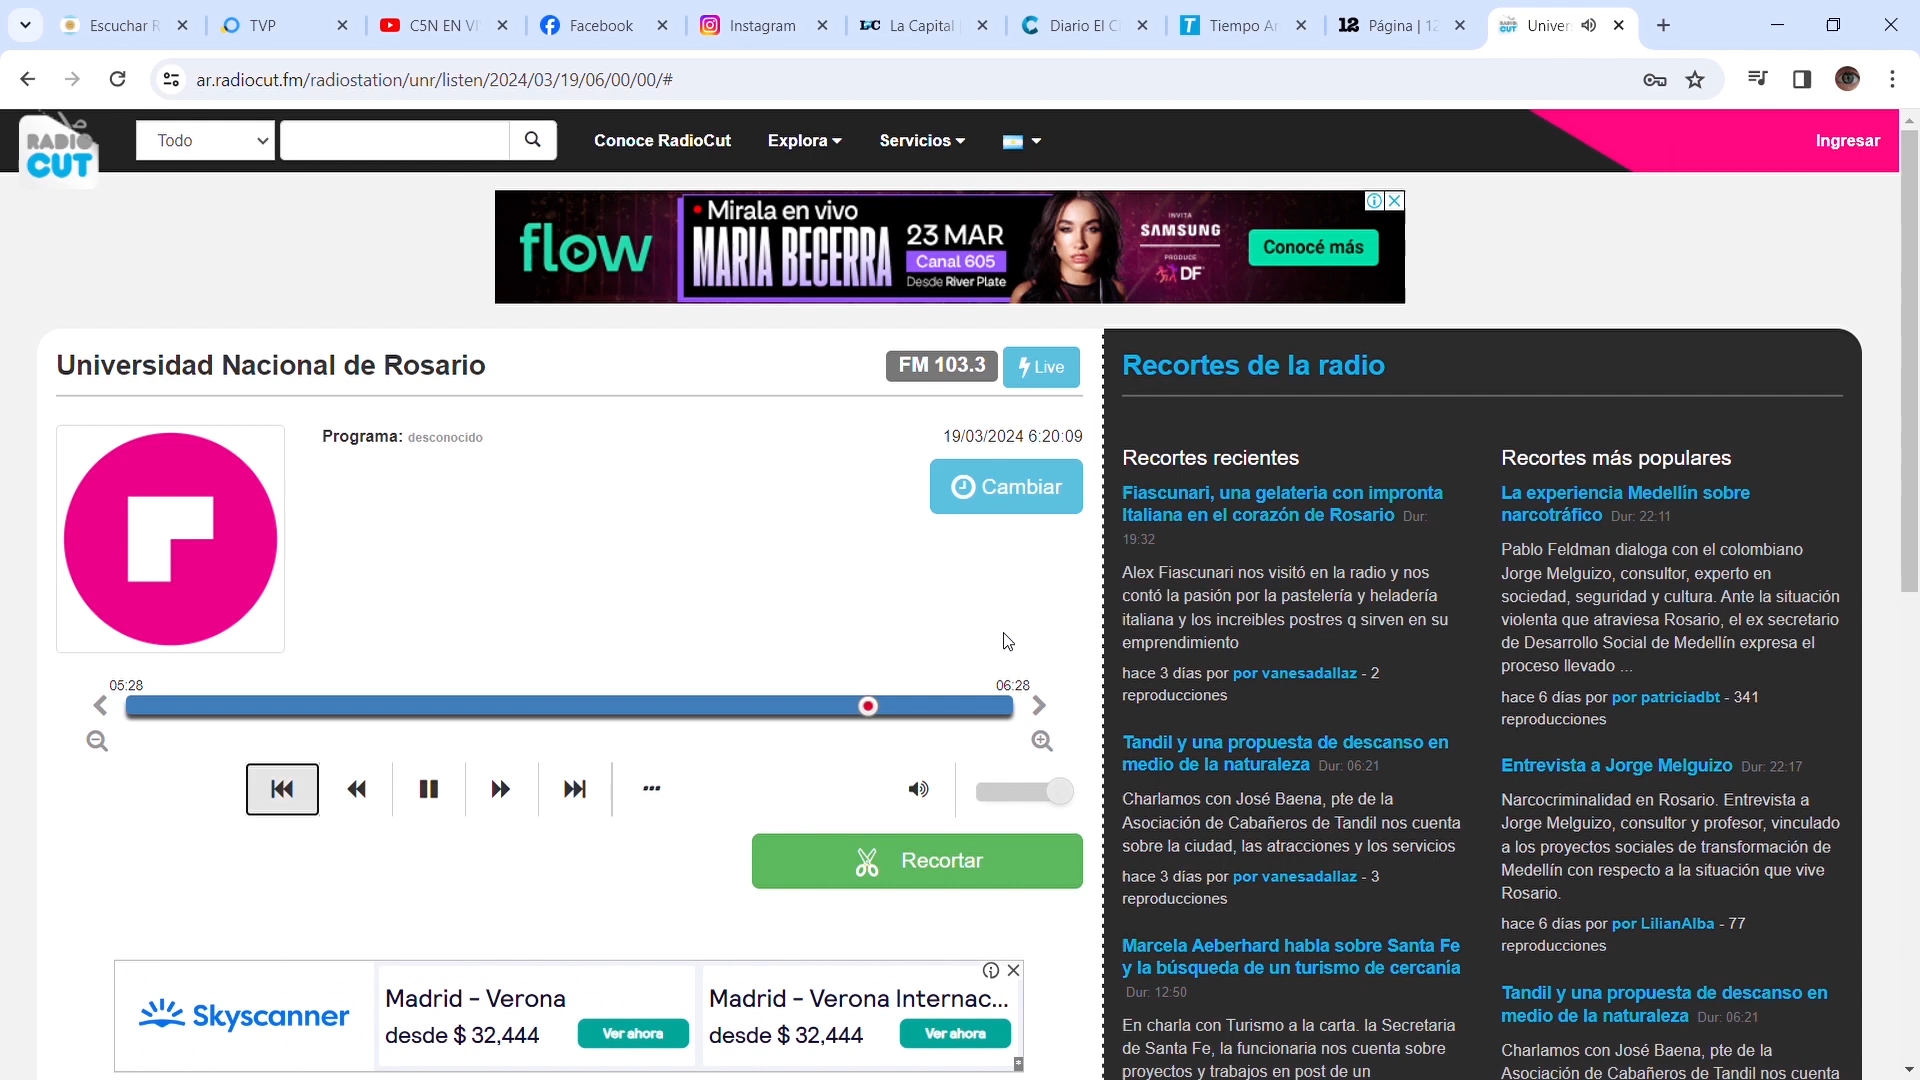 Escuchar R
TVP
C5N EN VI
Facebook
Instagram
La Capital
Diario El Ci
Tiempo Ar
Página | 12
Univer
ar.radiocut.fm/radiostation/unr/listen/2024/03/19/06/00/00/#
RADIO
CUT
Todo
Conoce RadioCut
Explora
Servicios
Ingresar
flow
• Mirala en vivo
MARIA BECERRA
23 MAR
Canal 605
Desde River Plate
INVITA
SAMSUNG
PRODUCE
DF
Conocé más
Universidad Nacional de Rosario
FM 103.3
Live
Programa: desconocido
19/03/2024 6:20:09
Cambiar
05:28
06:28
Recortar
Skyscanner
Madrid - Verona
desde $ 32,444
Ver ahora
Madrid - Verona Internac...
desde $ 32,444
Ver ahora
Recortes de la radio
Recortes recientes
Fiascunari, una gelateria con impronta
Italiana en el corazón de Rosario Dur:
19:32
Alex Fiascunari nos visitó en la radio y nos
contó la pasión por la pastelería y heladería
italiana y los increibles postres q sirven en su
emprendimiento
hace 3 días por por vanesadallaz - 2
reproducciones
Tandil y una propuesta de descanso en
medio de la naturaleza Dur: 06:21
Charlamos con José Baena, pte de la
Asociación de Cabañeros de Tandil nos cuenta
sobre la ciudad, las atracciones y los servicios
hace 3 días por por vanesadallaz - 3
reproducciones
Marcela Aeberhard habla sobre Santa Fe
y la búsqueda de un turismo de cercanía
Dur: 12:50
En charla con Turismo a la carta. la Secretaria
de Santa Fe, la funcionaria nos cuenta sobre
proyectos y trabajos en post de un
Recortes más populares
La experiencia Medellín sobre
narcotráfico Dur: 22:11
Pablo Feldman dialoga con el colombiano
Jorge Melguizo, consultor, experto en
sociedad, seguridad y cultura. Ante la situación
violenta que atraviesa Rosario, el ex secretario
de Desarrollo Social de Medellín expresa el
proceso llevado ...
hace 6 días por por patriciadbt - 341
reproducciones
Entrevista a Jorge Melguizo Dur: 22:17
Narcocriminalidad en Rosario. Entrevista a
Jorge Melguizo, consultor y profesor, vinculado
a los proyectos sociales de transformación de
Medellín con respecto a la situación que vive
Rosario.
hace 6 días por por LilianAlba - 77
reproducciones
Tandil y una propuesta de descanso en
medio de la naturaleza Dur: 06:21
Charlamos con José Baena, pte de la
Asociación de Cabañeros de Tandil nos cuenta